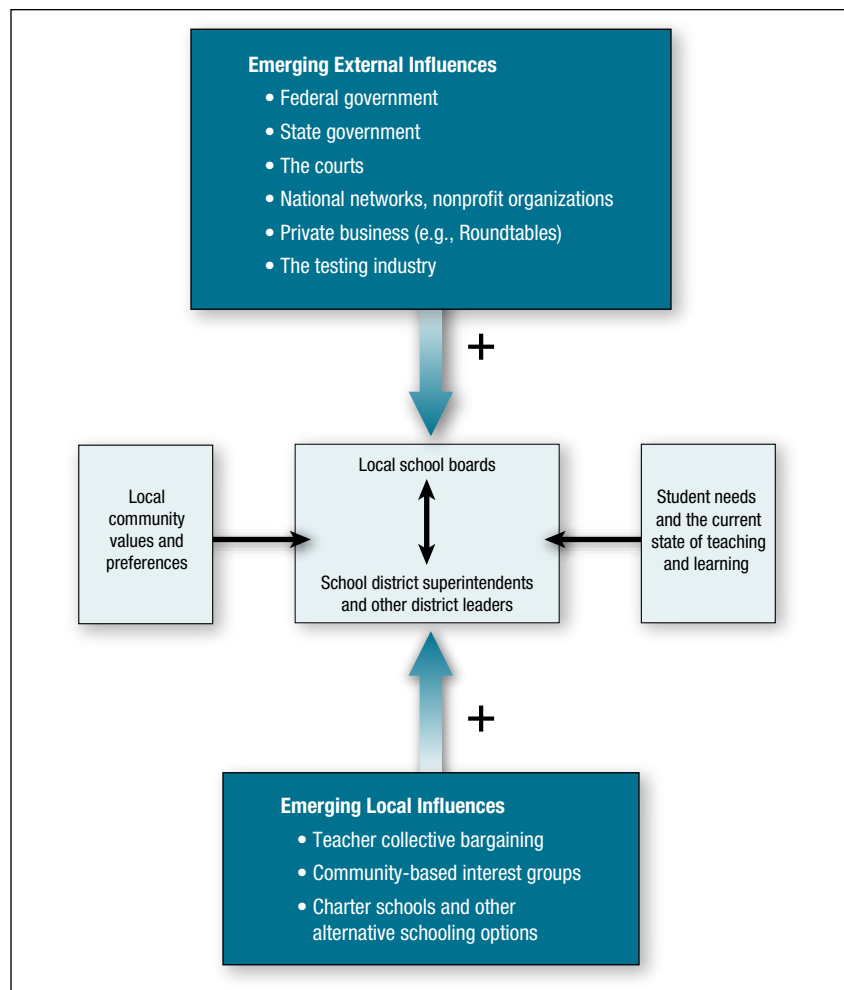 Emerging External Influences
• Federal government
• State government
• The courts
• National networks, nonprofit organizations
• Private business (e.g., Roundtables)
• The testing industry
+
Local
community
values and
preferences
Local school boards
School district superintendents
and other district leaders
Student needs
and the current
state of teaching
and learning
+
Emerging Local Influences
• Teacher collective bargaining
• Community-based interest groups
• Charter schools and other
alternative schooling options